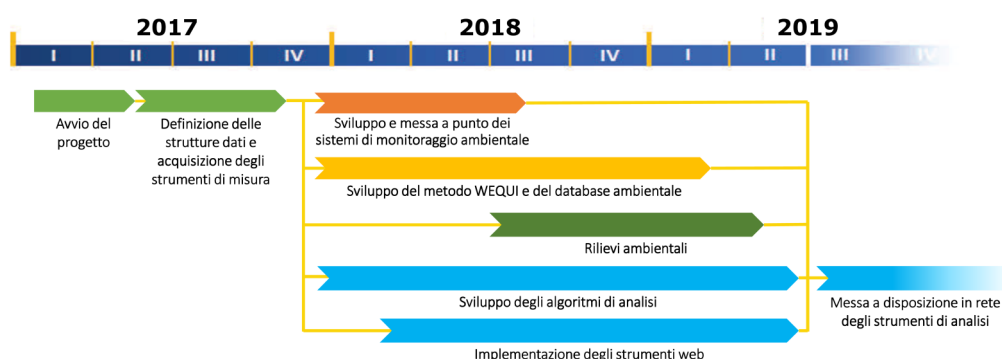 2017 2018 2019
I II III IV I II III IV I II III IV
Avvio del
progetto
Definizione delle
strutture dati e
acquisizione degli
strumenti di misura
Sviluppo e messa a punto dei
sistemi di monitoraggio ambientale
Sviluppo del metodo WEQUI e del database ambientale
Rilievi ambientali
Sviluppo degli algoritmi di analisi
Messa a disposizione in rete
degli strumenti di analisi
Implementazione degli strumenti web